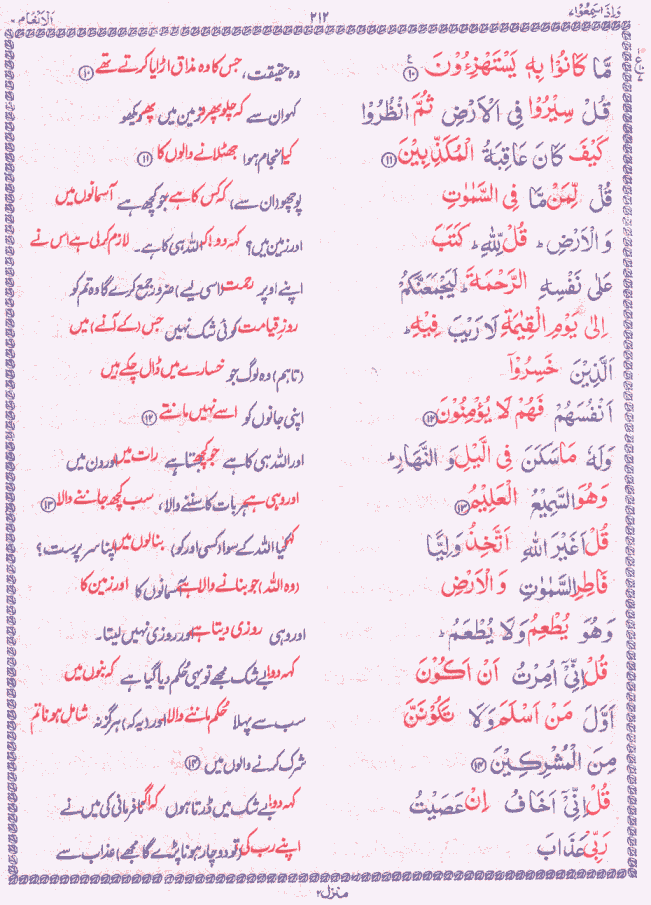 وَاِذَا سَمِعُوْا، ۲۱۲ اَلْاَنْعَام
مَّا كَانُوْا بِهٖ يَسْتَهْزِءُوْنَ ﴿۱۰﴾ وہ حقیقت، جس کا وہ مذاق اڑایا کرتے تھے ﴿۱۰﴾
قُلْ سِيْرُوْا فِي الْاَرْضِ ثُمَّ انْظُرُوْا کہو ان سے کہ چلو پھرو زمین میں پھر دیکھو
كَيْفَ كَانَ عَاقِبَةُ الْمُكَذِّبِيْنَ ﴿۱۱﴾ کیا انجام ہوا جھٹلانے والوں کا ﴿۱۱﴾
قُلْ لِّمَنْ مَّا فِي السَّمٰوٰتِ پوچھو (ان سے) کہ کس کا ہے جو کچھ ہے آسمانوں میں
وَالْاَرْضِ ؕ قُلْ لِّلّٰهِ ؕ كَتَبَ اور زمین میں؟ کہہ دو! کہ اللہ ہی کا ہے۔ لازم کر لی ہے اس نے
عَلٰى نَفْسِهِ الرَّحْمَةَ ؕ لَيَجْمَعَنَّكُمْ اپنے اوپر رحمت (اسی لیے) ضرور جمع کرے گا وہ تم کو
اِلٰى يَوْمِ الْقِيٰمَةِ لَا رَيْبَ فِيْهِ ؕ روزِ قیامت کوئی شک نہیں جس (کے آنے) میں
اَلَّذِيْنَ خَسِرُوْۤا (تاہم) وہ لوگ جو خسارے میں ڈال چکے ہیں
اَنْفُسَهُمْ فَهُمْ لَا يُؤْمِنُوْنَ ﴿۱۲﴾ اپنی جانوں کو اسے نہیں مانتے ﴿۱۲﴾
وَلَهٗ مَا سَكَنَ فِي الَّيْلِ وَ النَّهَارِ ؕ اور اللہ ہی کا ہے جو کچھ بستا ہے رات میں اور دن میں
وَهُوَ السَّمِيْعُ الْعَلِيْمُ ﴿۱۳﴾ اور وہی ہے ہر بات کا سننے والا، سب کچھ جاننے والا ﴿۱۳﴾
قُلْ اَغَيْرَ اللّٰهِ اَتَّخِذُ وَلِيًّا کہو! کیا اللہ کے سوا (کسی اور کو) بنا لوں میں اپنا سرپرست؟
فَاطِرِ السَّمٰوٰتِ وَالْاَرْضِ (وہ اللہ) جو بنانے والا ہے آسمانوں کا اور زمین کا
وَهُوَ يُطْعِمُ وَلَا يُطْعَمُ ؕ اور وہی روزی دیتا ہے اور روزی نہیں لیتا۔
قُلْ اِنِّيْۤ اُمِرْتُ اَنْ اَكُوْنَ کہہ دو! بے شک مجھے تو یہی حکم دیا گیا ہے کہ ہوں میں
اَوَّلَ مَنْ اَسْلَمَ وَلَا تَكُوْنَنَّ سب سے پہلا حکم ماننے والا اور (یہ کہ) ہرگز نہ شامل ہونا تم
مِنَ الْمُشْرِكِيْنَ ﴿۱۴﴾ شرک کرنے والوں میں ﴿۱۴﴾
قُلْ اِنِّيْۤ اَخَافُ اِنْ عَصَيْتُ کہہ دو! بے شک میں ڈرتا ہوں کہ اگر نافرمانی کی میں نے
رَبِّيْ عَذَابَ اپنے رب کی (تو دوچار ہونا پڑے گا مجھے) عذاب سے
منزل ۲